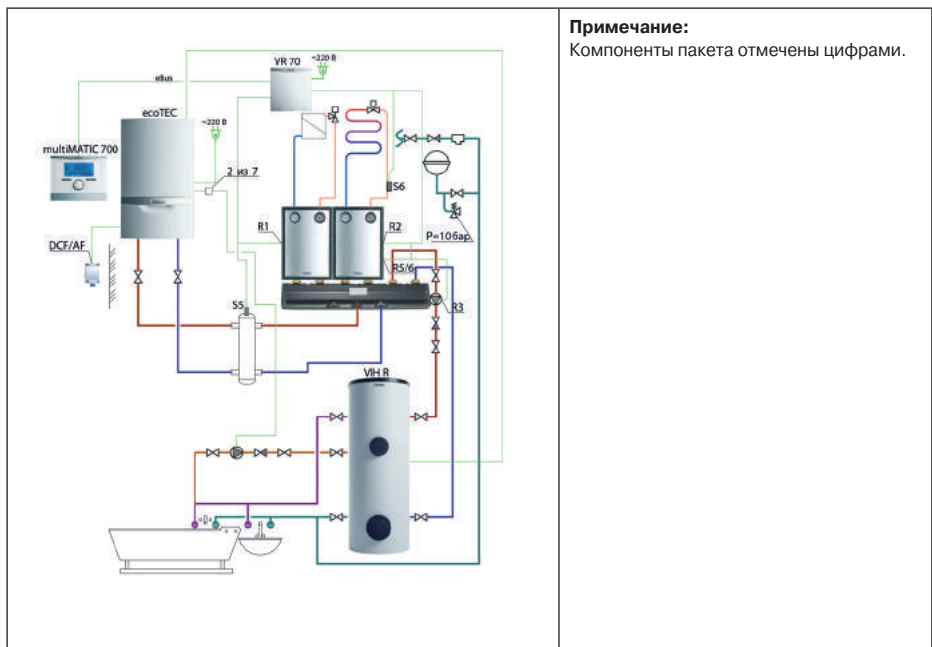 Примечание:
Компоненты пакета отмечены цифрами.
VR 70
~220 В
eBus
ecoTEC
~220 В
multiMATIC 700
2 из 7
S6
R1
R2
P=10бар
DCF/AF
R5/6
S5
R3
VIH R